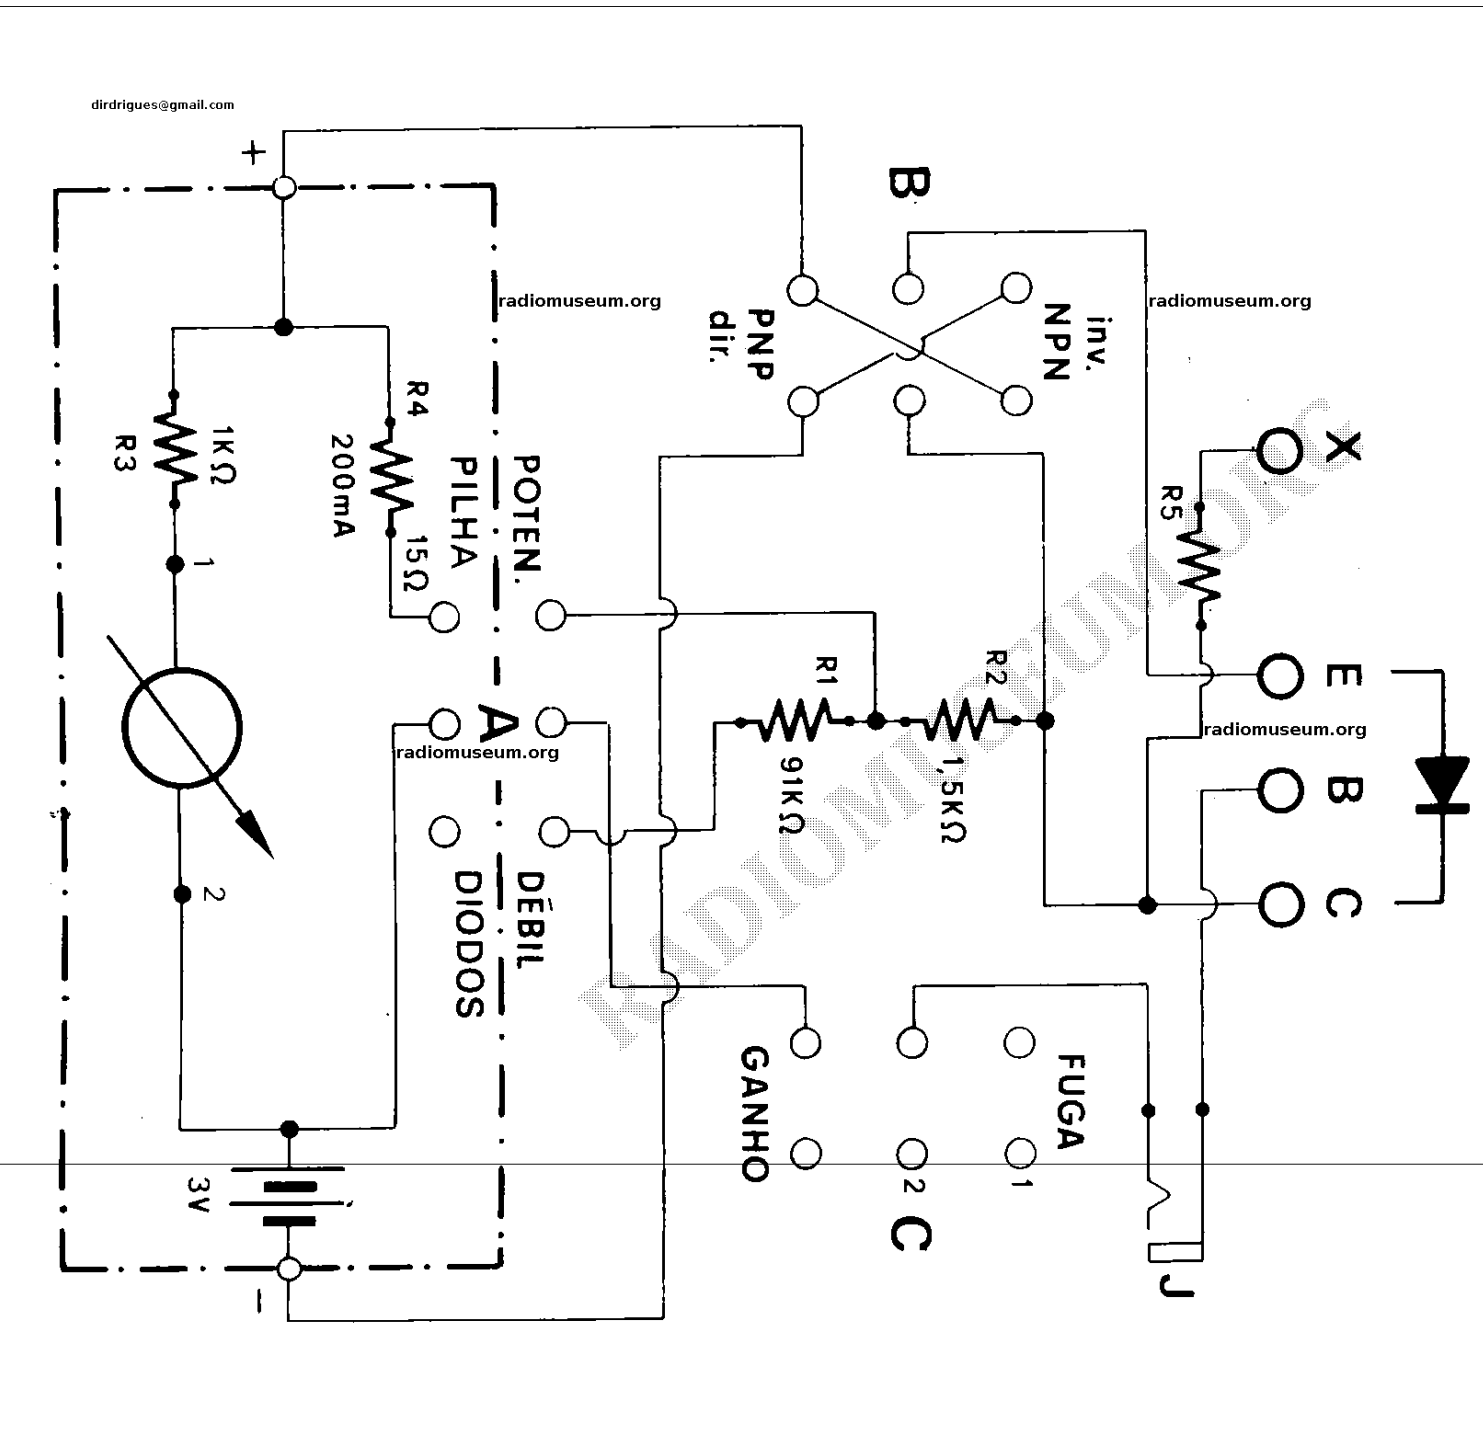 dirdrigues@gmail.com
+
B
radiomuseum.org
radiomuseum.org
PNP
dir.
inv.
NPN
X
R4
200mA
15Ω
1KΩ
R3
POTEN.
PILHA
R5
1
R1
91KΩ
R2
1,5KΩ
E
A
radiomuseum.org
radiomuseum.org
B
2
DÉBIL
DIODOS
C
RADIOMUSEUM.ORG
GANHO
FUGA
3V
2
1
C
J
-